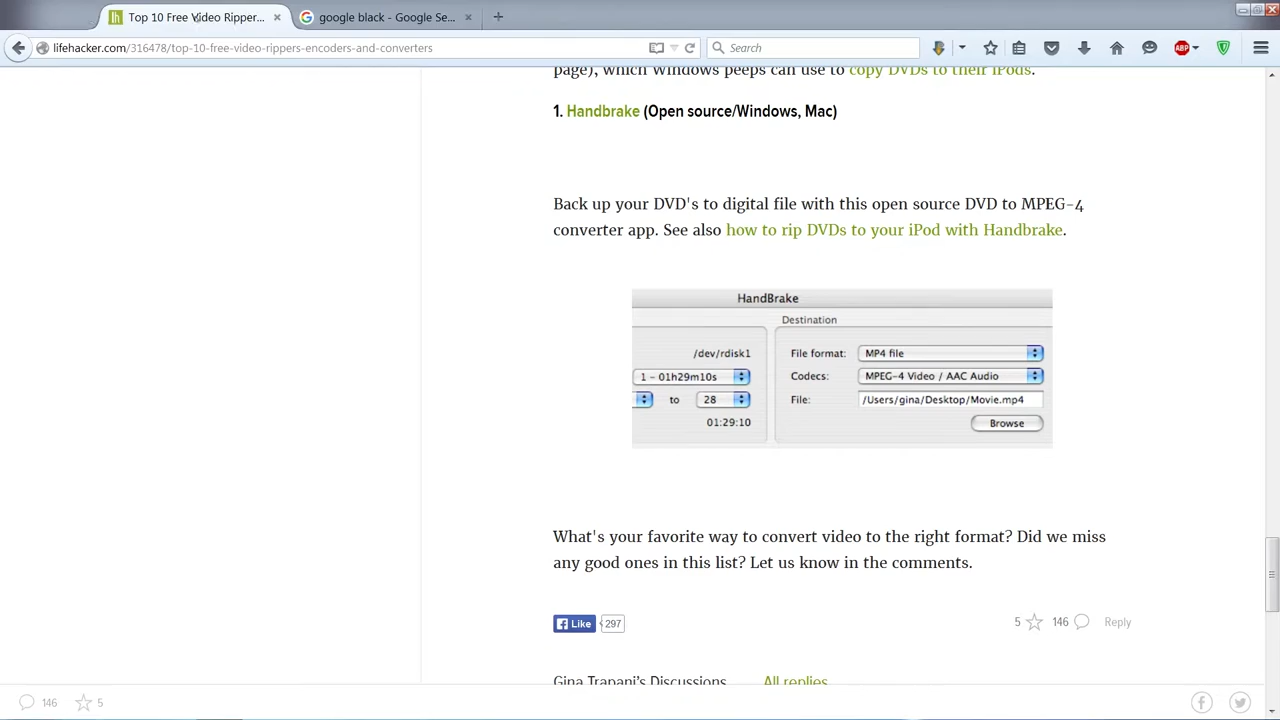 Top 10 Free Video Ripper...
google black - Google Se...
lifehacker.com/316478/top-10-free-video-rippers-encoders-and-converters
Search
ABP
page), which Windows peeps can use to copy DVDs to their iPods.
1. Handbrake (Open source/Windows, Mac)
Back up your DVD's to digital file with this open source DVD to MPEG-4
converter app. See also how to rip DVDs to your iPod with Handbrake.
HandBrake
Destination
/dev/rdisk1
File format: MP4 file
1 - 01h29m10s
Codecs: MPEG-4 Video / AAC Audio
to 28
File: /Users/gina/Desktop/Movie.mp4
01:29:10
Browse
What's your favorite way to convert video to the right format? Did we miss
any good ones in this list? Let us know in the comments.
Like 297
5 146 Reply
Gina Trapani's Discussions All replies
146 5